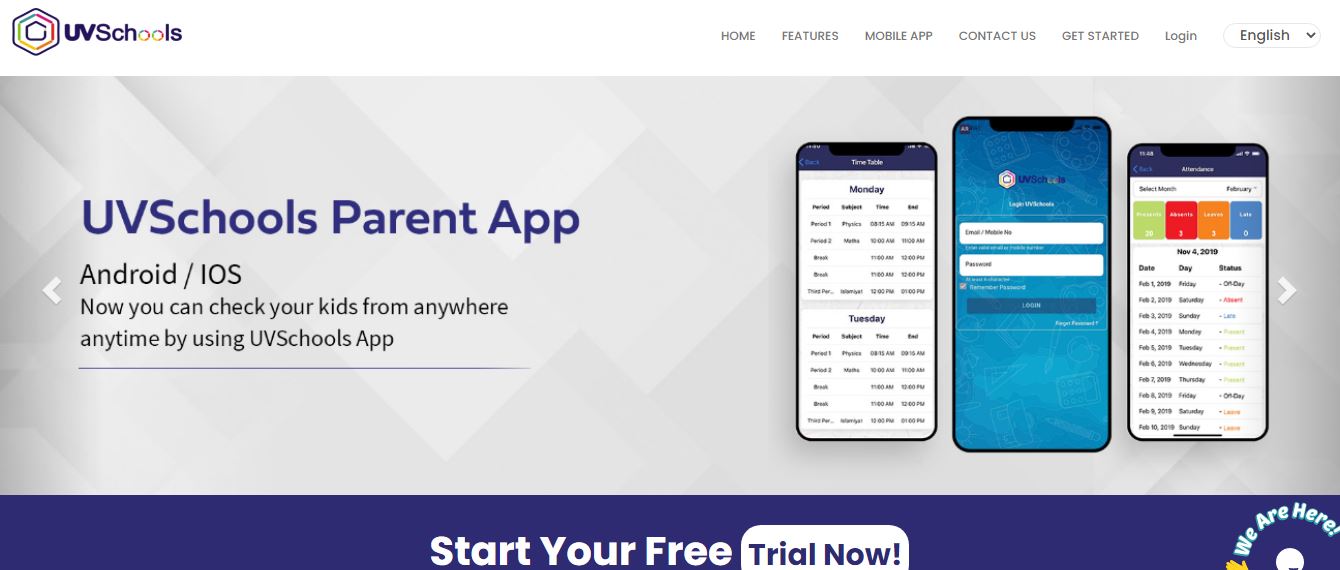 UVSchools
HOME FEATURES MOBILE APP CONTACT US GET STARTED Login English
UVSchools Parent App
Android / IOS
Now you can check your kids from anywhere
anytime by using UVSchools App
Back Time Table
Monday
Period Subject Time End
Period 1 Physics 08:15 AM 09:15 AM
Period 2 Maths 10:00 AM 11:00 AM
Break 11:00 AM 12:00 PM
Break 11:00 AM 12:00 PM
Third Per... Islamiyat 12:00 PM 01:00 PM
Tuesday
Period Subject Time End
Period 1 Physics 08:15 AM 09:15 AM
Period 2 Maths 10:00 AM 11:00 AM
Break 11:00 AM 12:00 PM
Break 11:00 AM 12:00 PM
Third Per... Islamiyat 12:00 PM 01:00 PM
UVSchools
Login UVSchools
Email / Mobile No
Enter valid email or mobile number
Password
At least 6 character
Remember Password
LOGIN
Forgot Password ?
11:48
Back Attendance
Select Month February
Presents Absents Leaves Late
20 3 3 0
Nov 4, 2019
Date Day Status
Feb 1, 2019 Friday - Off-Day
Feb 2, 2019 Saturday - Absent
Feb 3, 2019 Sunday - Late
Feb 4, 2019 Monday - Present
Feb 5, 2019 Tuesday - Present
Feb 6, 2019 Wednesday - Present
Feb 7, 2019 Thursday - Present
Feb 8, 2019 Friday - Off-Day
Feb 9, 2019 Saturday - Leave
Feb 10, 2019 Sunday - Leave
Start Your Free Trial Now!
We Are Here!